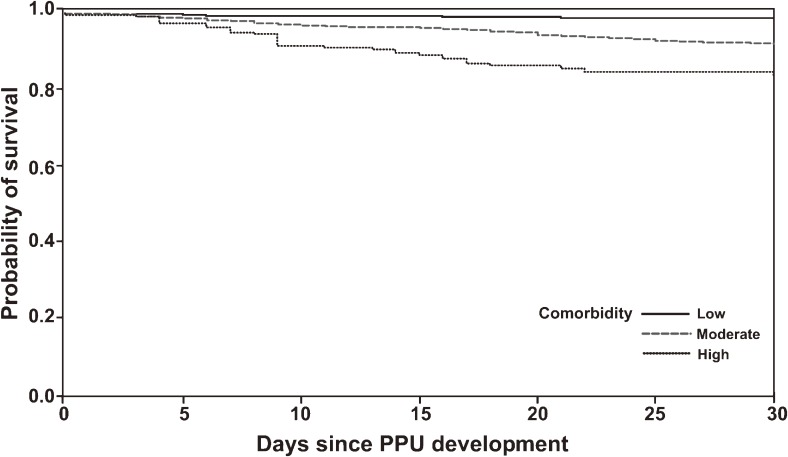 1.0
0.8
0.6
0.4
0.2
0.0
Probability of survival
0 5 10 15 20 25 30
Days since PPU development
Comorbidity
Low
Moderate
High